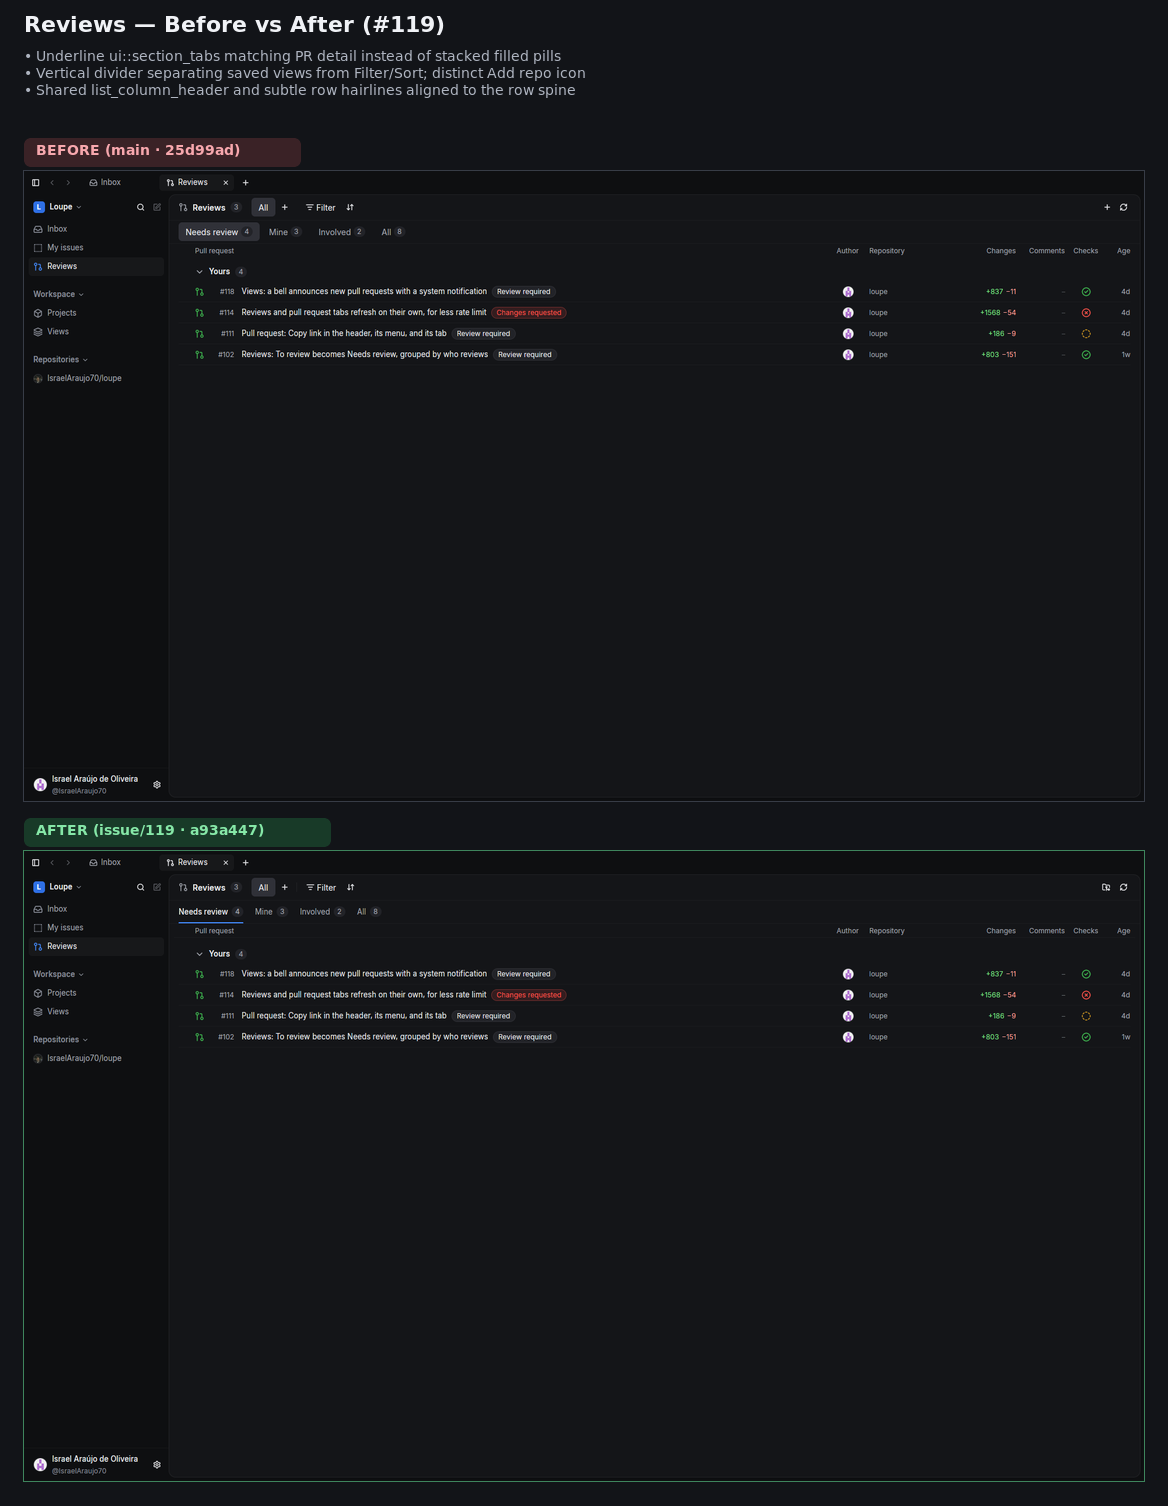 Reviews — Before vs After (#119)
• Underline ui::section_tabs matching PR detail instead of stacked filled pills
• Vertical divider separating saved views from Filter/Sort; distinct Add repo icon
• Shared list_column_header and subtle row hairlines aligned to the row spine
BEFORE (main · 25d99ad)
Inbox Reviews × +
L Loupe Reviews 3 All + Filter +
Inbox Needs review 4 Mine 3 Involved 2 All 8
My issues Pull request Author Repository Changes Comments Checks Age
Reviews Yours 4
#118 Views: a bell announces new pull requests with a system notification Review required loupe +837 −11 – 4d
Workspace
Projects #114 Reviews and pull request tabs refresh on their own, for less rate limit Changes requested loupe +1568 −54 – 4d
Views #111 Pull request: Copy link in the header, its menu, and its tab Review required loupe +186 −9 – 4d
Repositories #102 Reviews: To review becomes Needs review, grouped by who reviews Review required loupe +803 −151 – 1w
IsraelAraujo70/loupe
Israel Araújo de Oliveira
@IsraelAraujo70
AFTER (issue/119 · a93a447)
Inbox Reviews × +
L Loupe Reviews 3 All + Filter
Inbox Needs review 4 Mine 3 Involved 2 All 8
My issues Pull request Author Repository Changes Comments Checks Age
Reviews Yours 4
Workspace #118 Views: a bell announces new pull requests with a system notification Review required loupe +837 −11 – 4d
Projects #114 Reviews and pull request tabs refresh on their own, for less rate limit Changes requested loupe +1568 −54 – 4d
Views #111 Pull request: Copy link in the header, its menu, and its tab Review required loupe +186 −9 – 4d
Repositories #102 Reviews: To review becomes Needs review, grouped by who reviews Review required loupe +803 −151 – 1w
IsraelAraujo70/loupe
Israel Araújo de Oliveira
@IsraelAraujo70